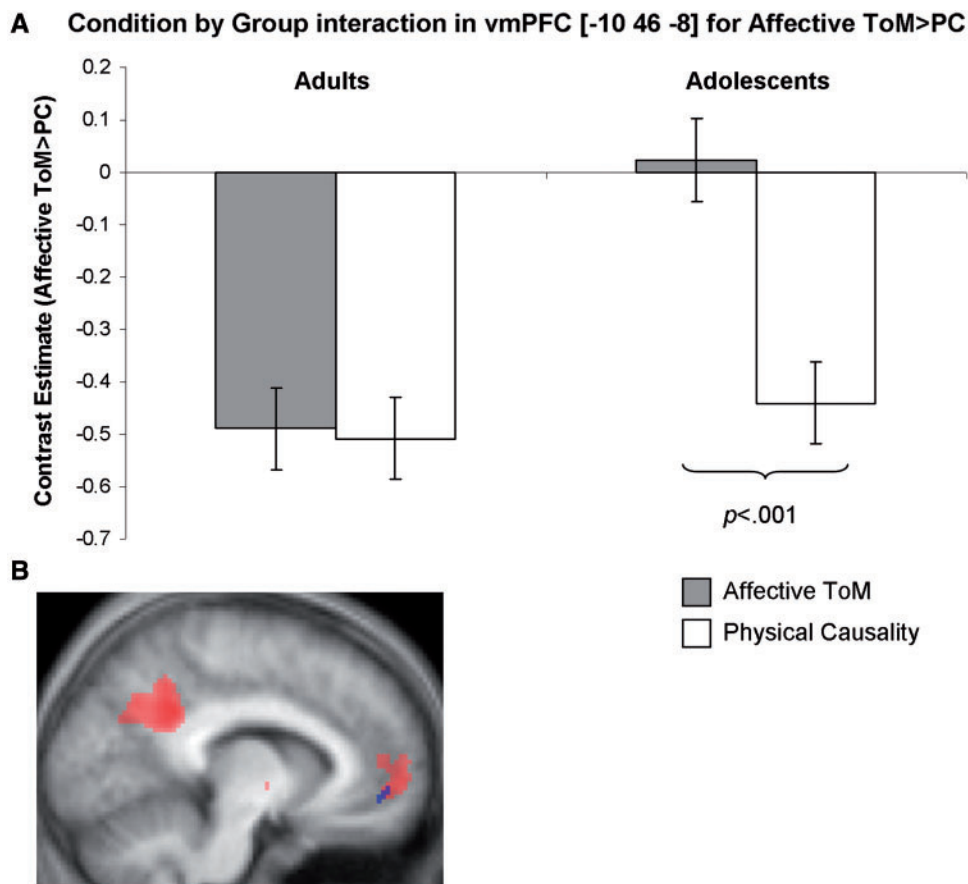 A Condition by Group interaction in vmPFC [-10 46 -8] for Affective ToM>PC
Adults
Adolescents
Contrast Estimate (Affective ToM>PC)
0.2
0.1
0
-0.1
-0.2
-0.3
-0.4
-0.5
-0.6
-0.7
p<.001
Affective ToM
Physical Causality
B